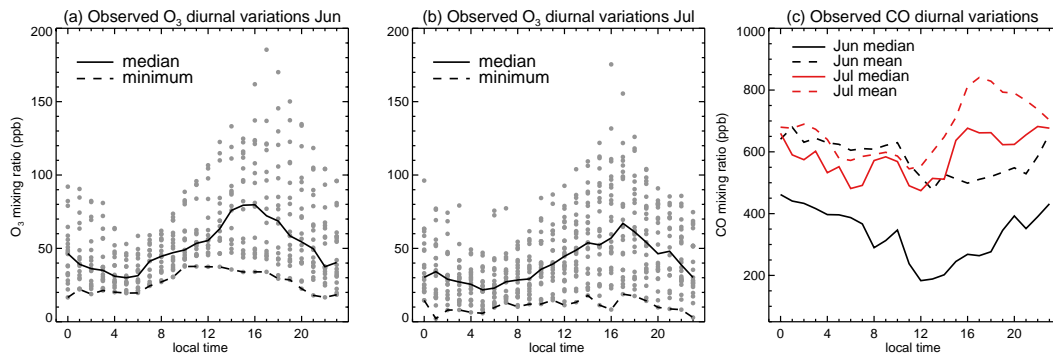 (a) Observed O3 diurnal variations Jun
200
150
100
50
0
O3 mixing ratio (ppb)
median
minimum
0 4 8 12 16 20
local time
(b) Observed O3 diurnal variations Jul
200
150
100
50
0
median
minimum
0 4 8 12 16 20
local time
(c) Observed CO diurnal variations
1000
800
600
400
200
CO mixing ratio (ppb)
Jun median
Jun mean
Jul median
Jul mean
0 4 8 12 16 20
local time